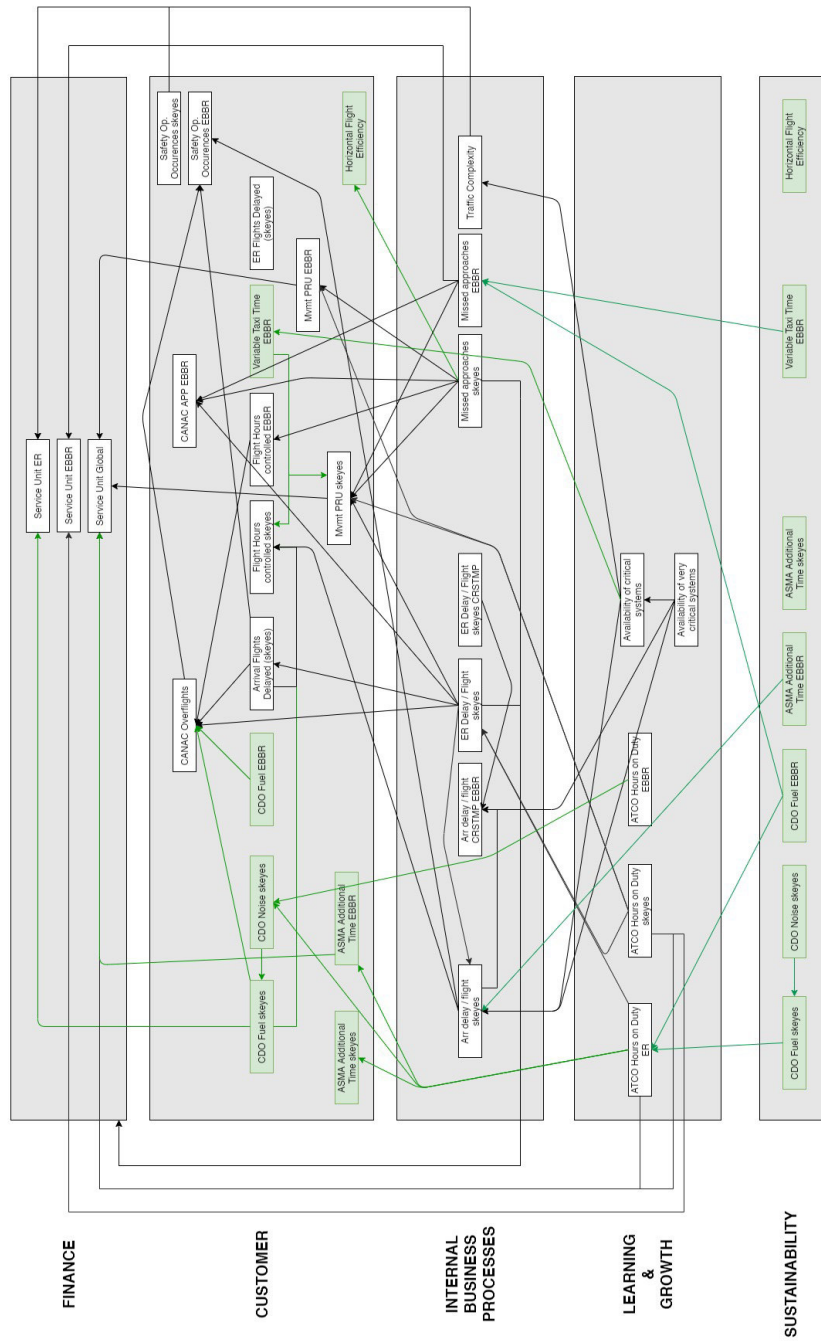 FINANCE
Service Unit ER
Service Unit EBBR
Service Unit Global
CUSTOMER
CANAC Overflights
CANAC APP EBBR
Safety Op.
Occurences skeyes
Safety Op.
Occurences EBBR
CDO Fuel skeyes
CDO Noise skeyes
CDO Fuel EBBR
Arrival Flights
Delayed (skeyes)
Flight Hours
controlled skeyes
Flight Hours
controlled EBBR
Variable Taxi Time
EBBR
ER Flights Delayed
(skeyes)
ASMA Additional
Time skeyes
ASMA Additional
Time EBBR
Mvmt PRU skeyes
Mvmt PRU EBBR
Horizontal Flight
Efficiency
INTERNAL
BUSINESS
PROCESSES
Arr delay / flight
skeyes
Arr delay / flight
CRSTMP EBBR
ER Delay / Flight
skeyes
ER Delay / Flight
skeyes CRSTMP
Missed approaches
skeyes
Missed approaches
EBBR
Traffic Complexity
LEARNING
&
GROWTH
ATCO Hours on Duty
ER
ATCO Hours on Duty
skeyes
ATCO Hours on Duty
EBBR
Availability of critical
systems
Availability of very
critical systems
SUSTAINABILITY
CDO Fuel skeyes
CDO Noise skeyes
CDO Fuel EBBR
ASMA Additional
Time EBBR
ASMA Additional
Time skeyes
Variable Taxi Time
EBBR
Horizontal Flight
Efficiency